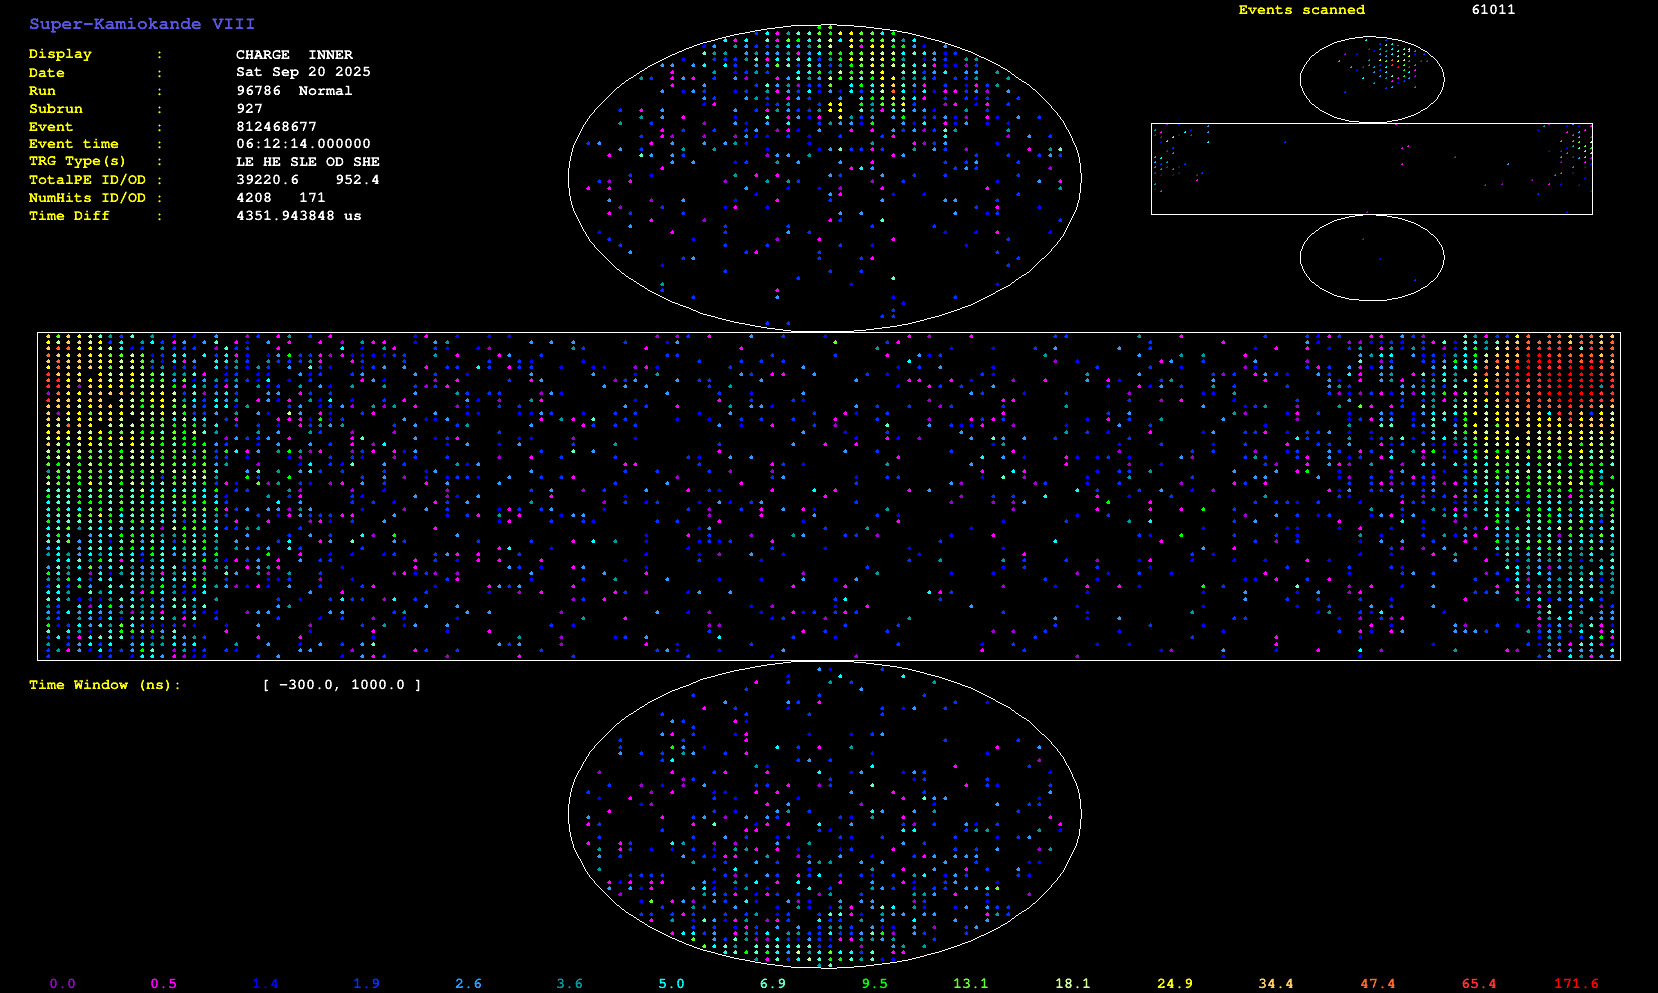 Super-Kamiokande VIII
Display : CHARGE INNER
Date : Sat Sep 20 2025
Run : 96786 Normal
Subrun : 927
Event : 812468677
Event time : 06:12:14.000000
TRG Type(s) : LE HE SLE OD SHE
TotalPE ID/OD : 39220.6 952.4
NumHits ID/OD : 4208 171
Time Diff : 4351.943848 us
Events scanned 61011
Time Window (ns): [ -300.0, 1000.0 ]
0.0 0.5 1.4 1.9 2.6 3.6 5.0 6.9 9.5 13.1 18.1 24.9 34.4 47.4 65.4 171.6